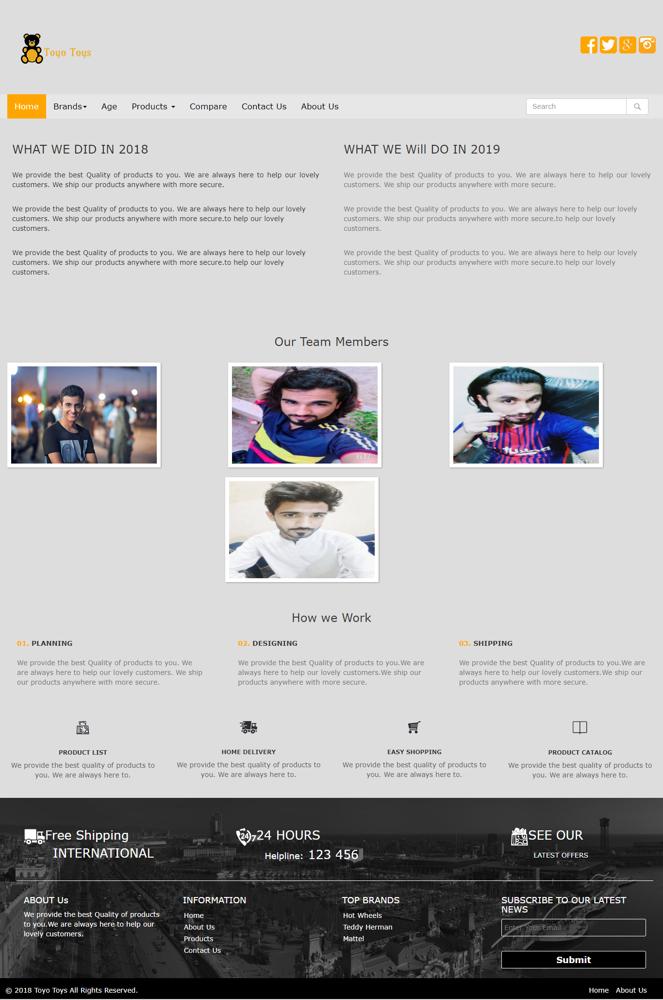 Toyo Toys
Home Brands Age Products Compare Contact Us About Us Search
WHAT WE DID IN 2018
We provide the best Quality of products to you. We are always here to help our lovely
customers. We ship our products anywhere with more secure.
We provide the best Quality of products to you. We are always here to help our lovely
customers. We ship our products anywhere with more secure.to help our lovely
customers.
We provide the best Quality of products to you. We are always here to help our lovely
customers. We ship our products anywhere with more secure.to help our lovely
customers.
WHAT WE Will DO IN 2019
We provide the best Quality of products to you. We are always here to help our lovely
customers. We ship our products anywhere with more secure.
We provide the best Quality of products to you. We are always here to help our lovely
customers. We ship our products anywhere with more secure.to help our lovely
customers.
We provide the best Quality of products to you. We are always here to help our lovely
customers. We ship our products anywhere with more secure.to help our lovely
customers.
Our Team Members
B612
B612
How we Work
01. PLANNING
We provide the best Quality of products to you. We
are always here to help our lovely customers. We ship
our products anywhere with more secure.
02. DESIGNING
We provide the best Quality of products to you.We are
always here to help our lovely customers.We ship our
products anywhere with more secure.
03. SHIPPING
We provide the best Quality of products to you.We are
always here to help our lovely customers.We ship our
products anywhere with more secure.
PRODUCT LIST
We provide the best quality of products to
you. We are always here to.
HOME DELIVERY
We provide the best quality of products to
you. We are always here to.
EASY SHOPPING
We provide the best quality of products to
you. We are always here to.
PRODUCT CATALOG
We provide the best quality of products to
you. We are always here to.
Free Shipping
INTERNATIONAL
24/7 24 HOURS
Helpline: 123 456
SEE OUR
LATEST OFFERS
ABOUT Us
We provide the best Quality of products
to you.We are always here to help our
lovely customers.
INFORMATION
Home
About Us
Products
Contact Us
TOP BRANDS
Hot Wheels
Teddy Herman
Mattel
SUBSCRIBE TO OUR LATEST
NEWS
Enter Your Email
Submit
© 2018 Toyo Toys All Rights Reserved.
Home About Us